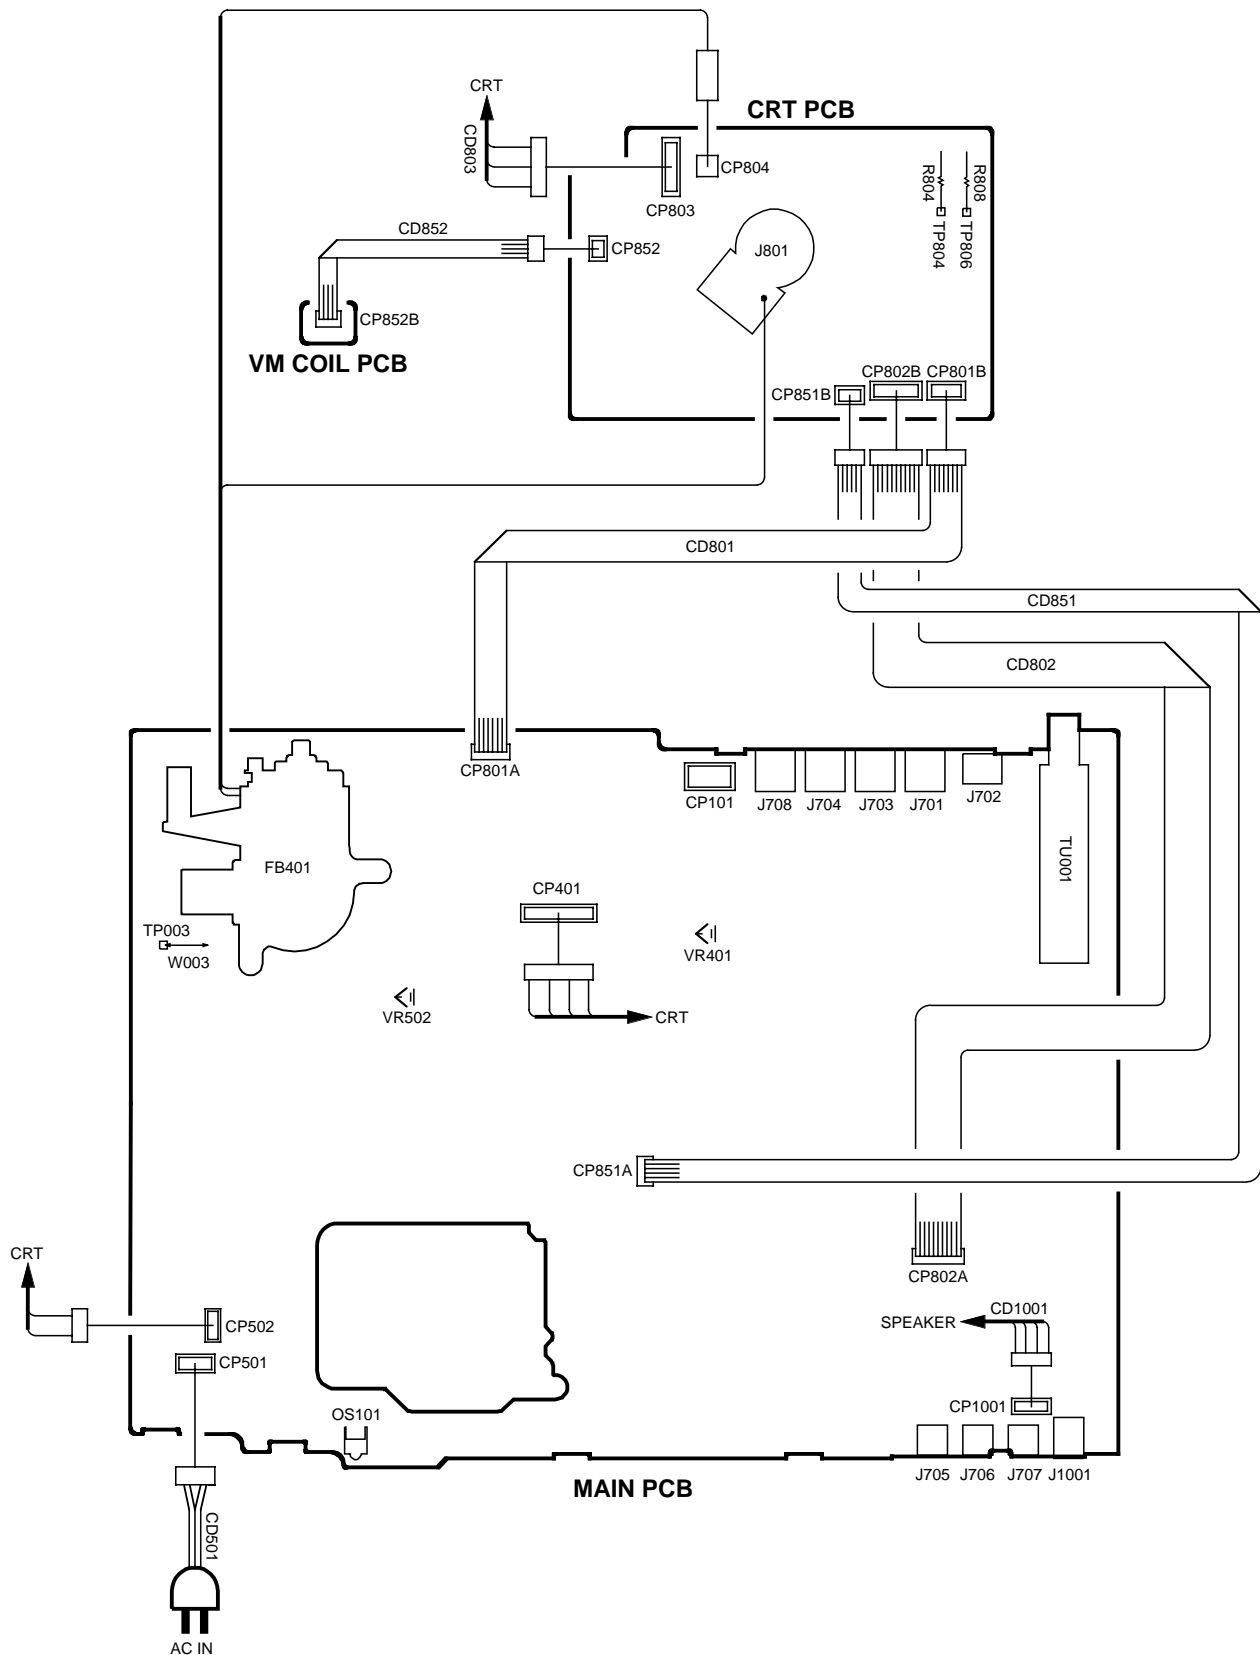 CRT
CRT PCB
CD803
CP804
CP803
R804
R808
TP804
TP806
CD852
CP852
J801
CP852B
VM COIL PCB
CP851B
CP802B
CP801B
CD801
CD851
CD802
CP801A
CP101
J708
J704
J703
J701
J702
TU001
FB401
CP401
TP003
W003
VR401
VR502
CRT
CP851A
CRT
CP802A
CP502
SPEAKER
CD1001
CP501
CP1001
OS101
J705
J706
J707
J1001
MAIN PCB
CD501
AC IN